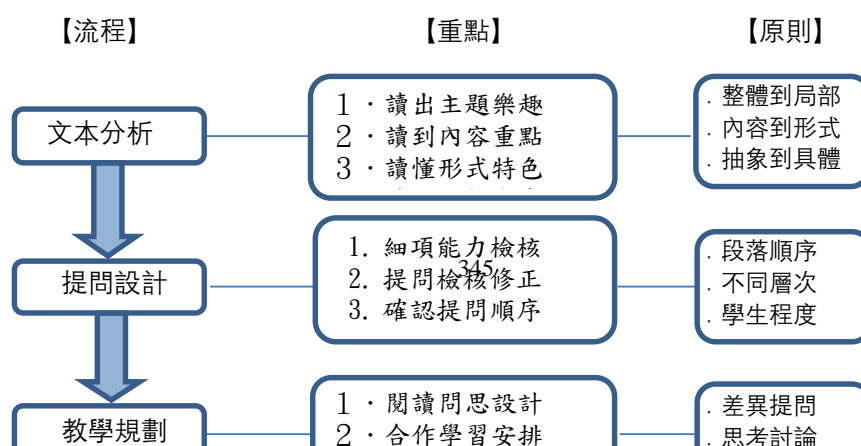 【流程】 【重點】 【原則】
文本分析
1．讀出主題樂趣
2．讀到內容重點
3．讀懂形式特色
. 整體到局部
. 內容到形式
. 抽象到具體
提問設計
1. 細項能力檢核
2. 提問檢核修正
3. 確認提問順序
345
. 段落順序
. 不同層次
. 學生程度
教學規劃
1．閱讀問思設計
2．合作學習安排
. 差異提問
. 思考討論